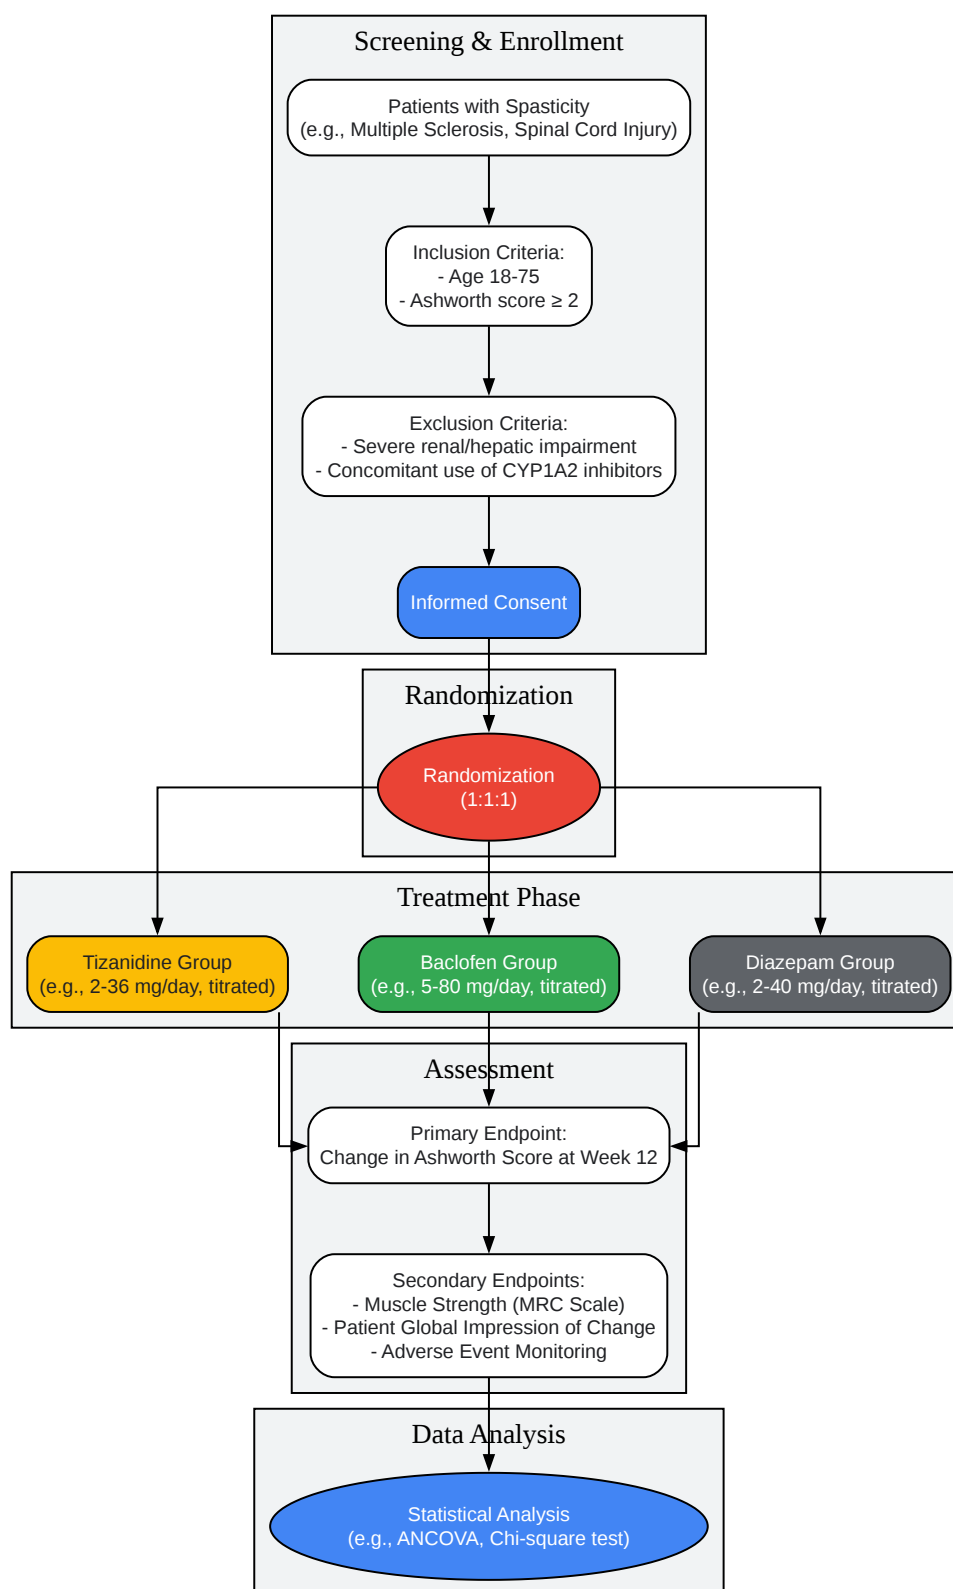 Screening & Enrollment
Patients with Spasticity
(e.g., Multiple Sclerosis, Spinal Cord Injury)
Inclusion Criteria:
- Age 18-75
- Ashworth score ≥ 2
Exclusion Criteria:
- Severe renal/hepatic impairment
- Concomitant use of CYP1A2 inhibitors
Informed Consent
Randomization
Randomization
(1:1:1)
Treatment Phase
Tizanidine Group
(e.g., 2-36 mg/day, titrated)
Baclofen Group
(e.g., 5-80 mg/day, titrated)
Diazepam Group
(e.g., 2-40 mg/day, titrated)
Assessment
Primary Endpoint:
Change in Ashworth Score at Week 12
Secondary Endpoints:
- Muscle Strength (MRC Scale)
- Patient Global Impression of Change
- Adverse Event Monitoring
Data Analysis
Statistical Analysis
(e.g., ANCOVA, Chi-square test)